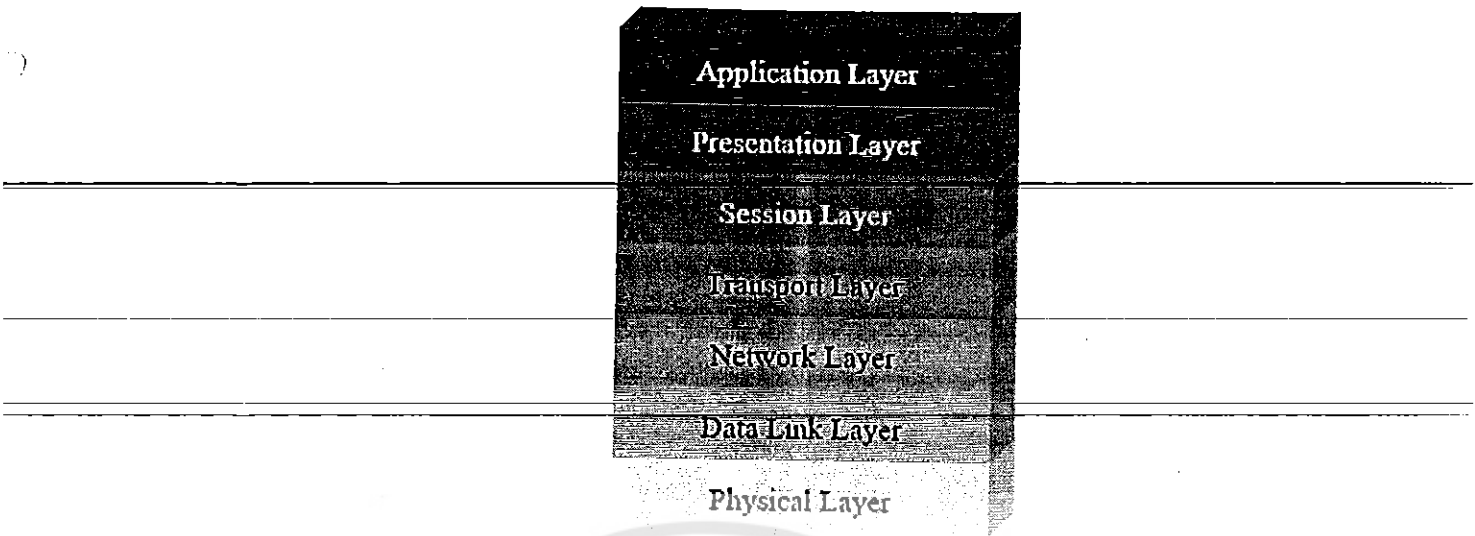 Application Layer
Presentation Layer
Session Layer
Transport Layer
Network Layer
Data Link Layer
Physical Layer